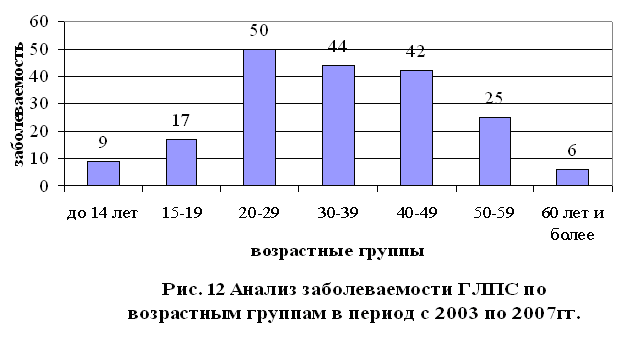 60
50
40
30
20
10
0
заболеваемость
9
17
50
44
42
25
6
до 14 лет 15-19 20-29 30-39 40-49 50-59 60 лет и
более
возрастные группы
Рис. 12 Анализ заболеваемости ГЛПС по
возрастным группам в период с 2003 по 2007гг.